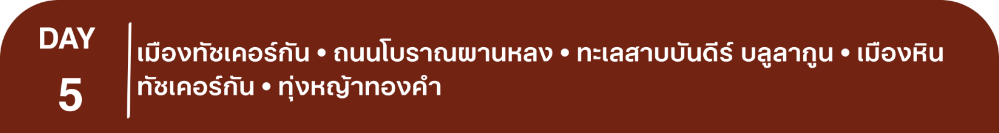 DAY
5
เมืองทัชเคอร์กัน • ถนนโบราณผานหลง • ทะเลสาบบันดีร์ บลูลากูน • เมืองหิน
ทัชเคอร์กัน • ทุ่งหญ้าทองคำ